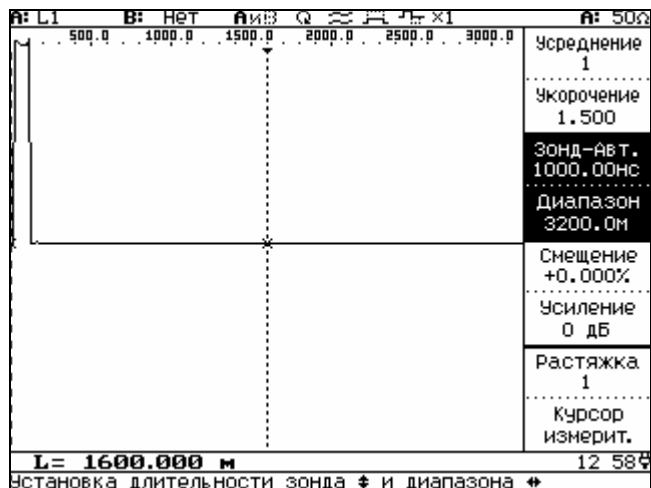 A: L1 B: Нет АиВ Q ×1 A: 50Ω
500.0 1000.0 1500.0 2000.0 2500.0 3000.0
Усреднение
1
Укорочение
1.500
Зонд-Авт.
1000.00нс
Диапазон
3200.0м
Смещение
+0.000%
Усиление
0 дБ
Растяжка
1
Курсор
измерит.
L= 1600.000 м 12 58
Установка длительности зонда ⬍ и диапазона ⬌